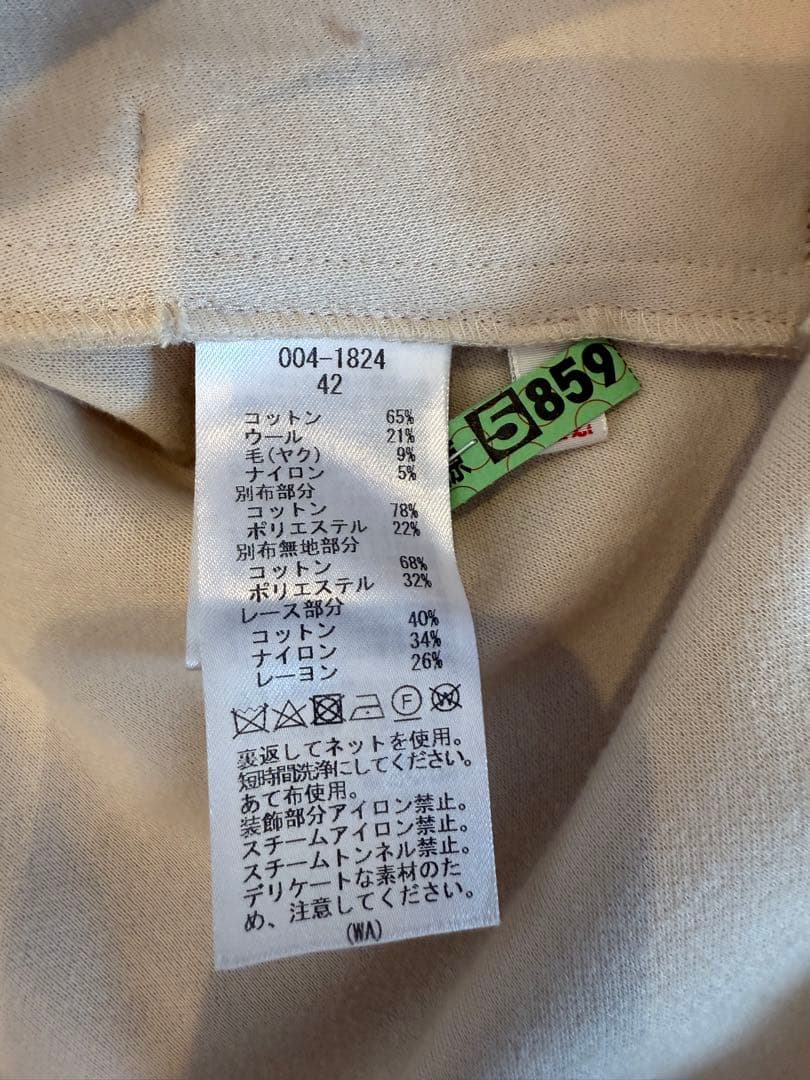 004-1824
42
コットン 65%
ウール 21%
毛(ヤク) 9%
ナイロン 5%
別布部分
コットン 78%
ポリエステル 22%
別布無地部分
コットン 68%
ポリエステル 32%
レース部分
コットン 40%
ナイロン 34%
レーヨン 26%
F W
裏返してネットを使用。
短時間洗浄にしてください。
あて布使用。
装飾部分アイロン禁止。
スチームアイロン禁止。
スチームトンネル禁止。
デリケートな素材のた
め、注意してください。
(WA)
5 859